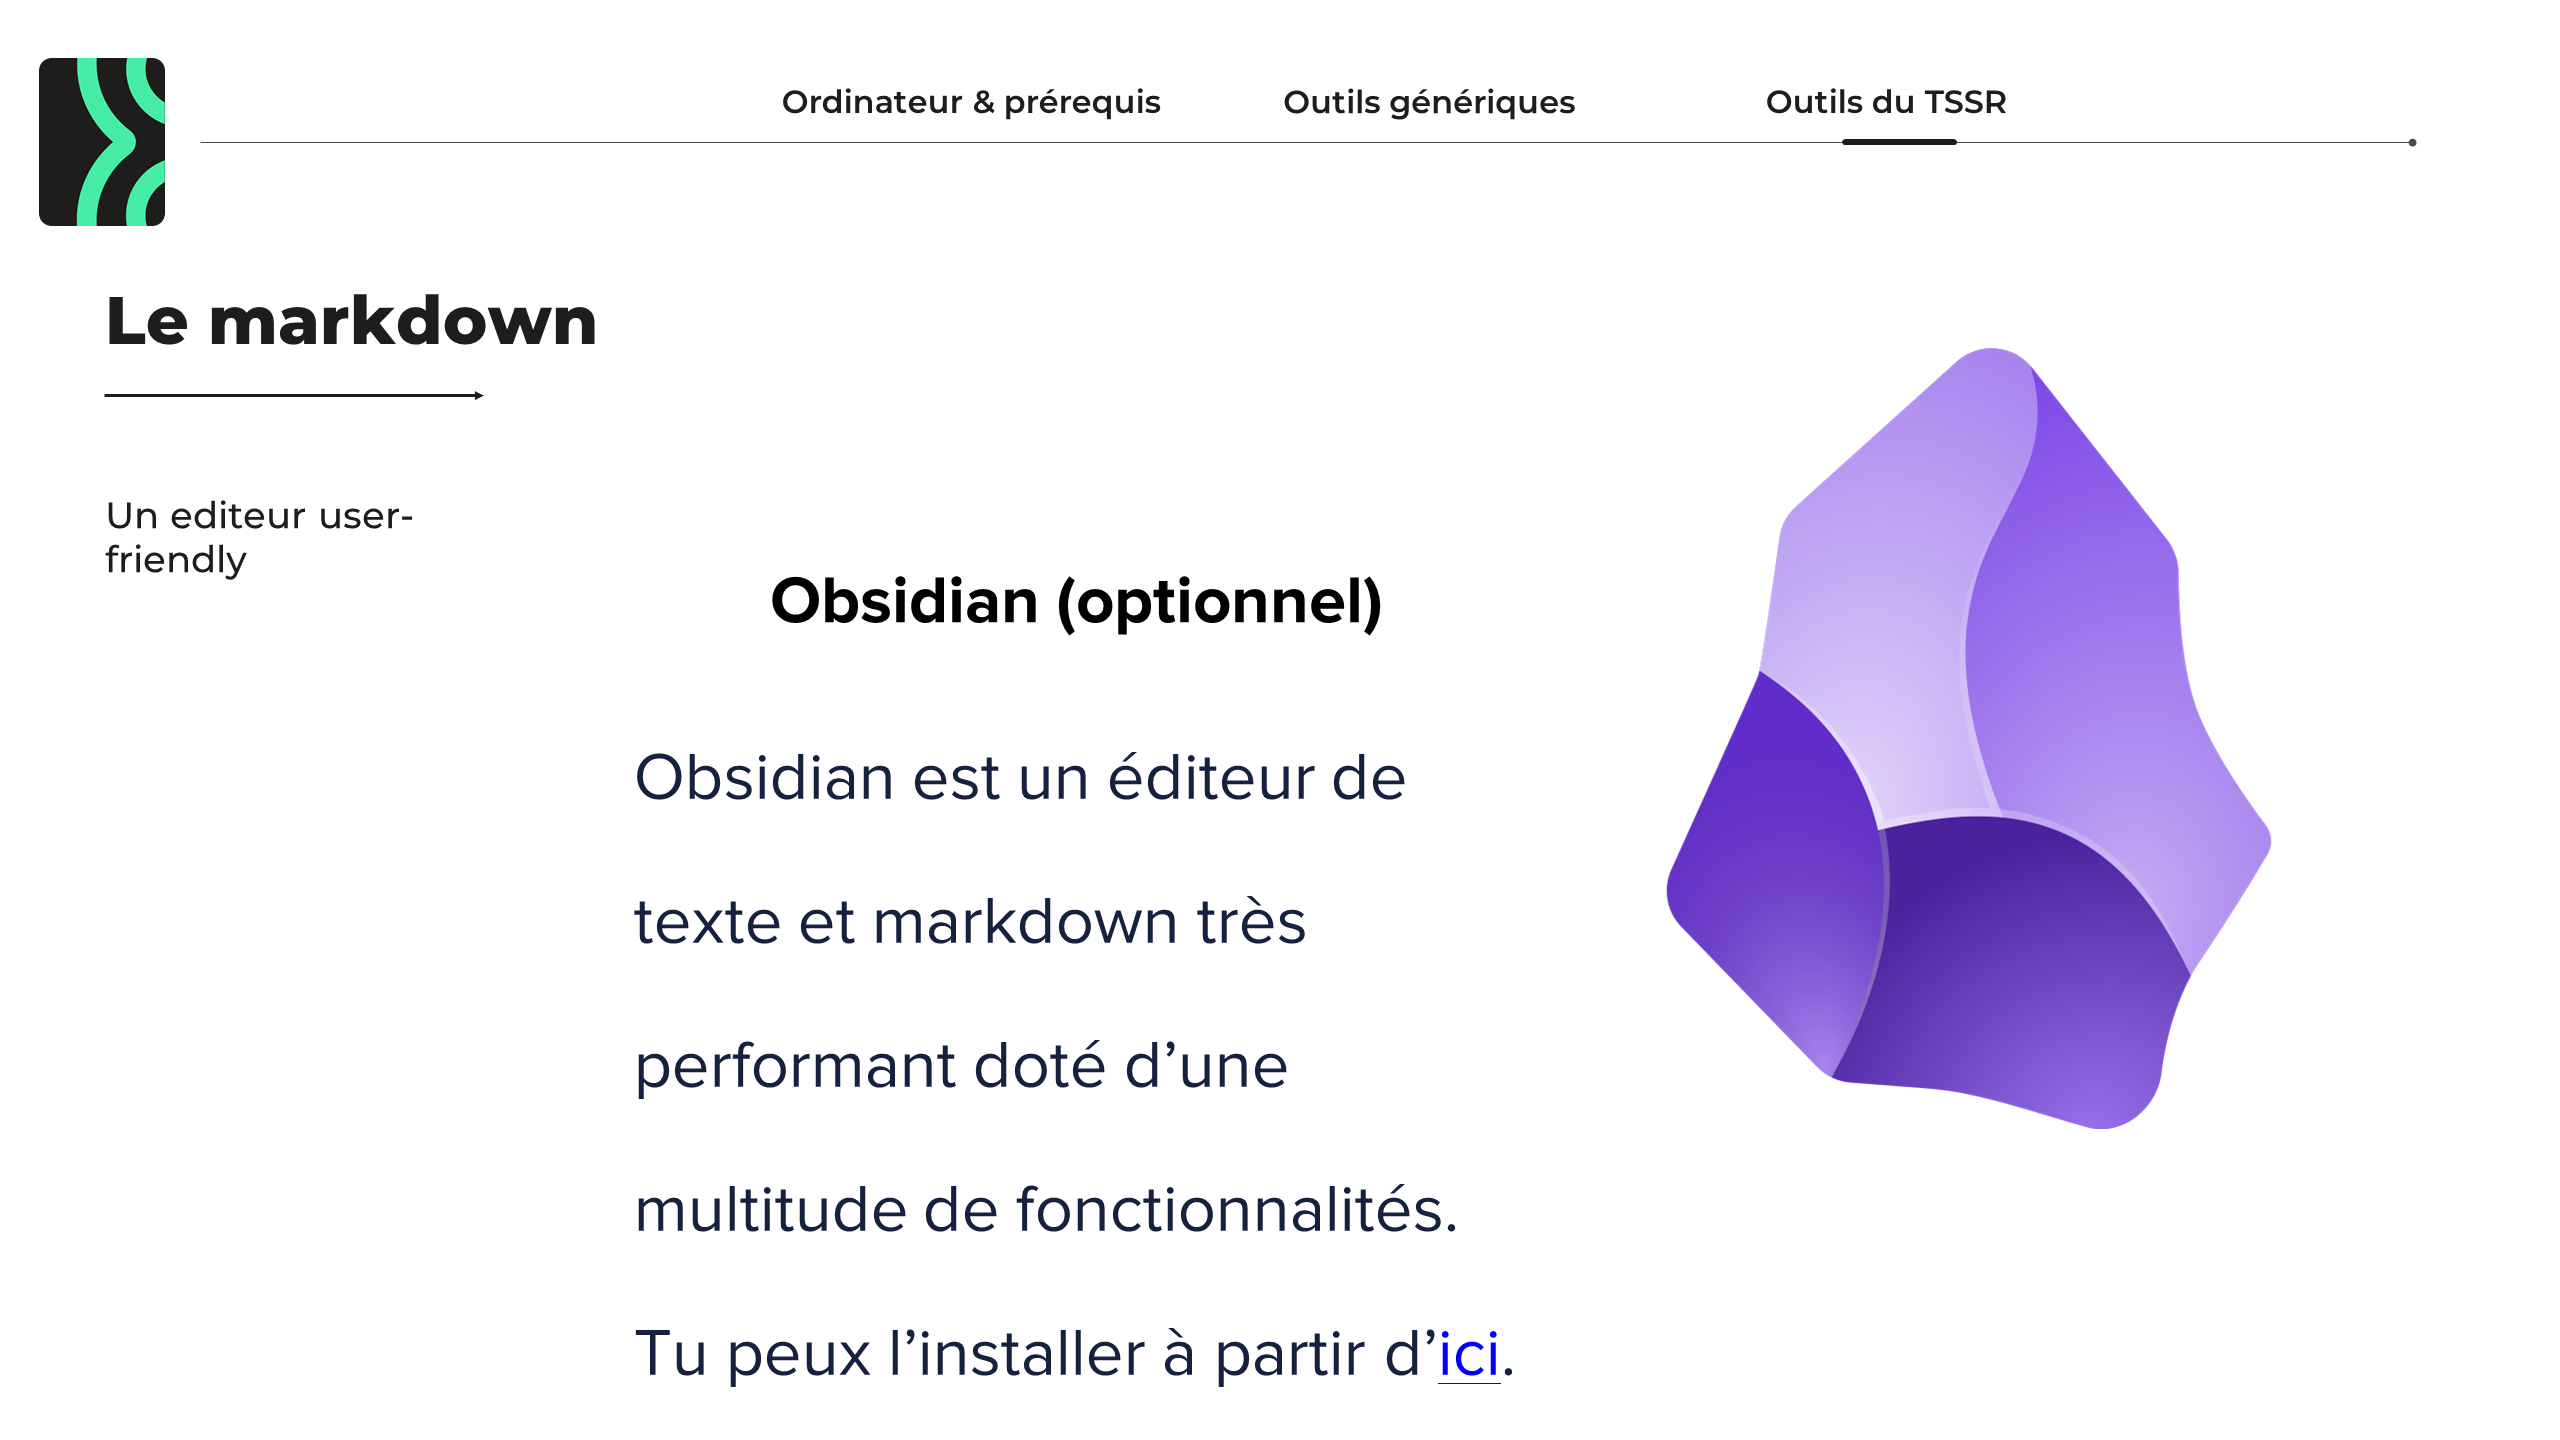 Ordinateur & prérequis
Outils génériques
Outils du TSSR
Le markdown
Un editeur user-
friendly
Obsidian (optionnel)
Obsidian est un éditeur de
texte et markdown très
performant doté d’une
multitude de fonctionnalités.
Tu peux l’installer à partir d’ici.